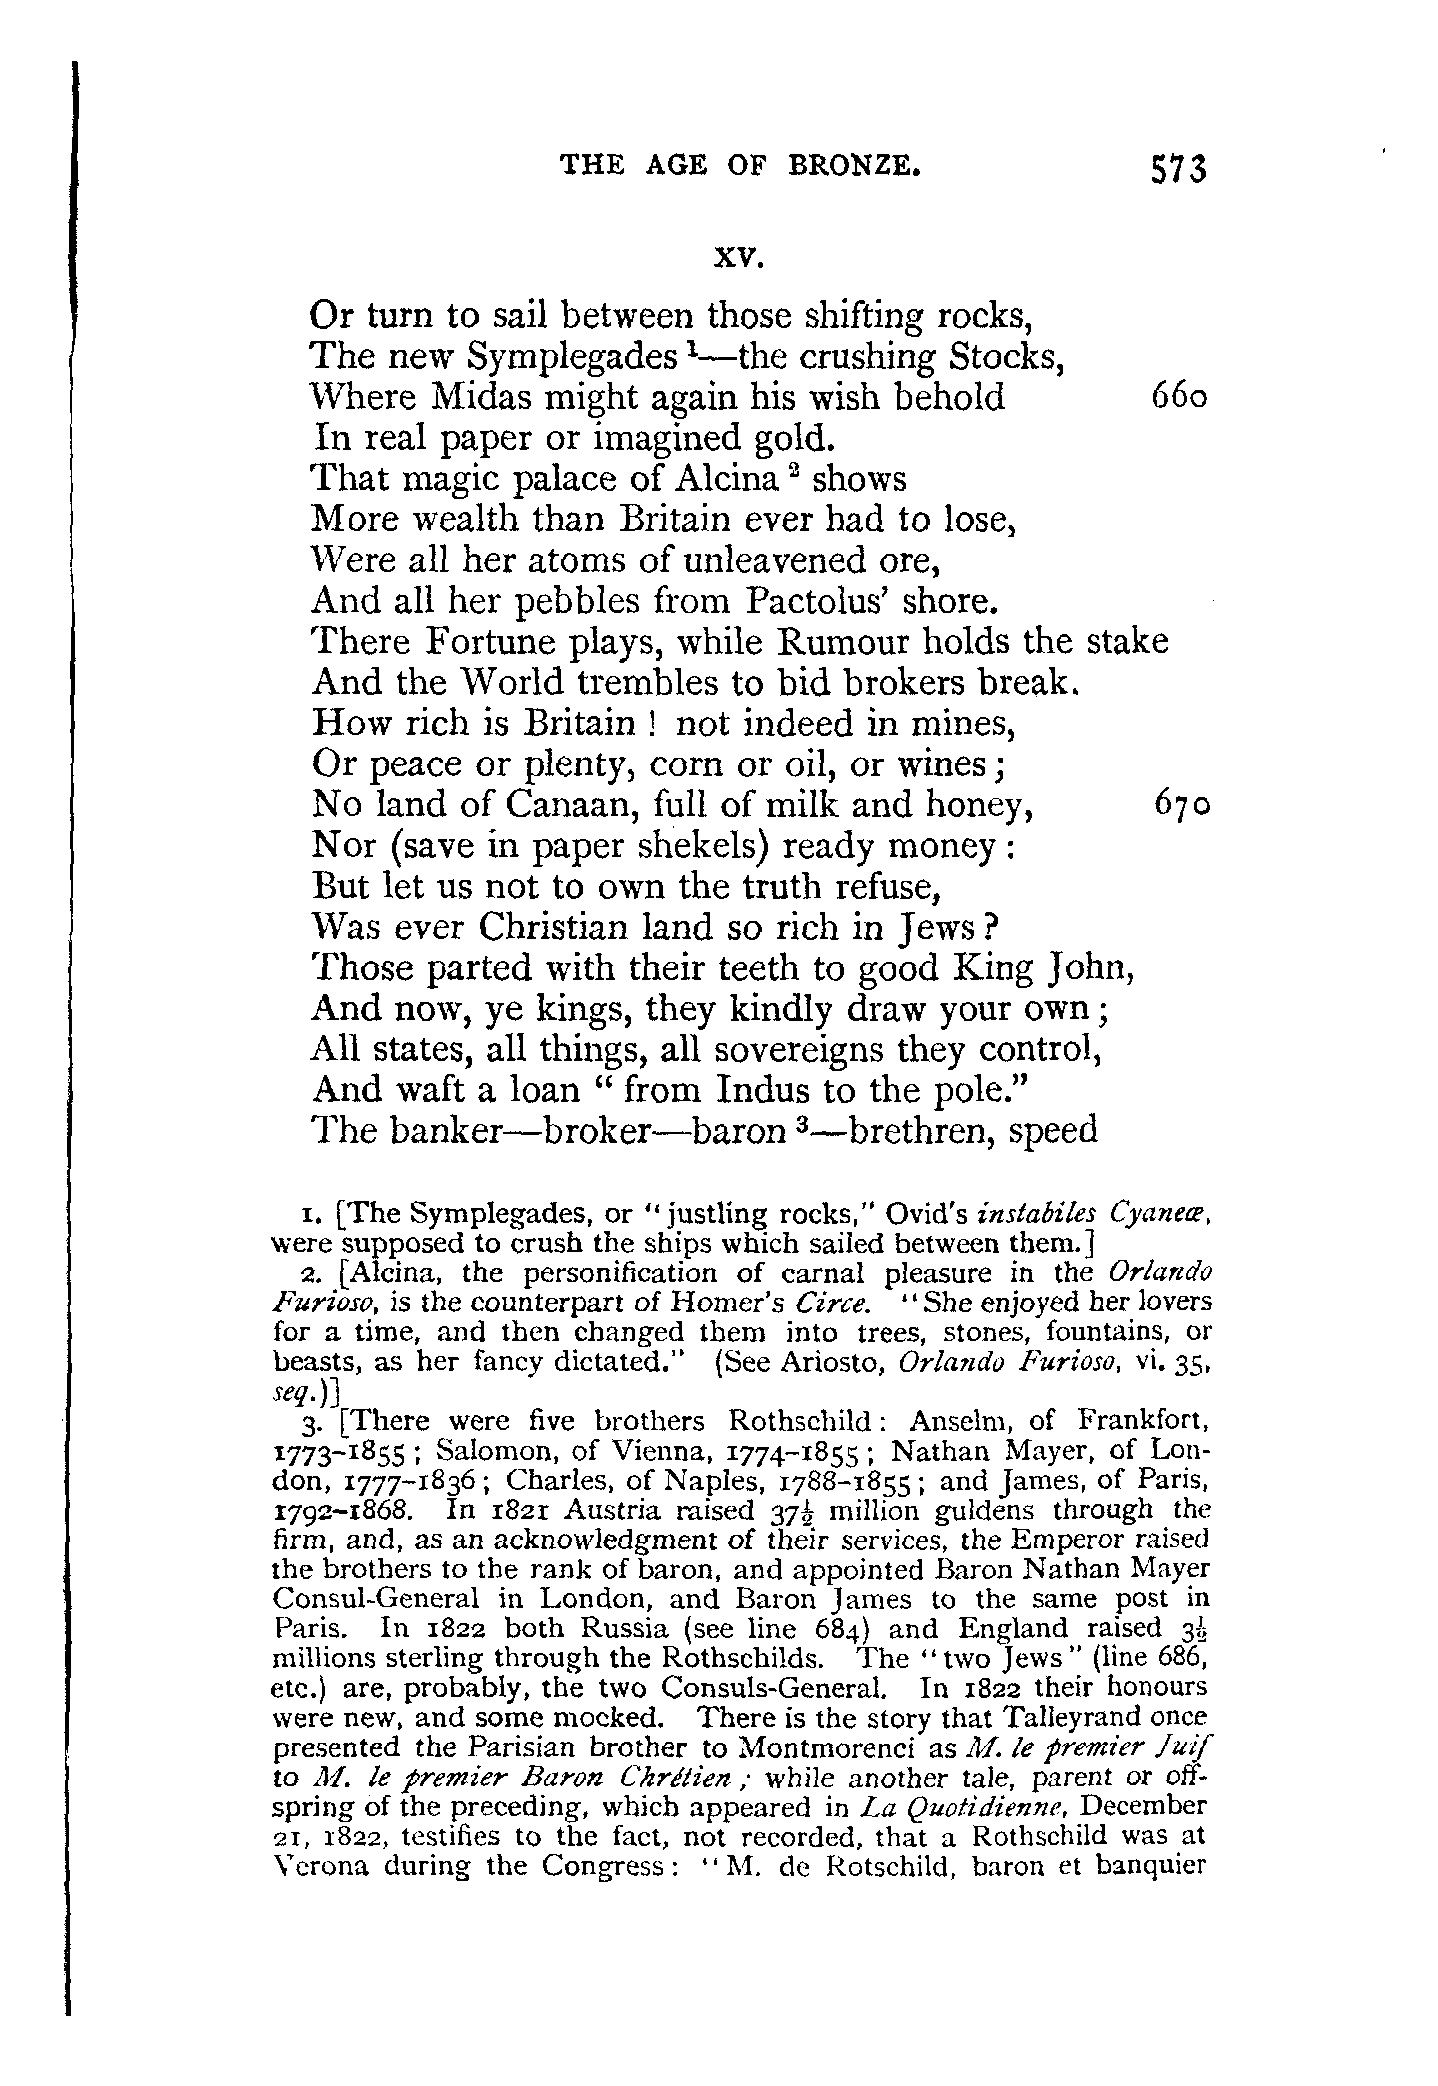 THE AGE OF BRONZE. 573
XV.
Or turn to sail between those shifting rocks,
The new Symplegades ¹—the crushing Stocks,
Where Midas might again his wish behold 660
In real paper or imagined gold.
That magic palace of Alcina ² shows
More wealth than Britain ever had to lose,
Were all her atoms of unleavened ore,
And all her pebbles from Pactolus' shore.
There Fortune plays, while Rumour holds the stake
And the World trembles to bid brokers break.
How rich is Britain ! not indeed in mines,
Or peace or plenty, corn or oil, or wines ;
No land of Canaan, full of milk and honey, 670
Nor (save in paper shekels) ready money :
But let us not to own the truth refuse,
Was ever Christian land so rich in Jews ?
Those parted with their teeth to good King John,
And now, ye kings, they kindly draw your own ;
All states, all things, all sovereigns they control,
And waft a loan “ from Indus to the pole.”
The banker—broker—baron ³—brethren, speed
1. [The Symplegades, or “justling rocks,” Ovid's instabiles Cyaneæ,
were supposed to crush the ships which sailed between them.]
2. [Alcina, the personification of carnal pleasure in the Orlando
Furioso, is the counterpart of Homer's Circe. “She enjoyed her lovers
for a time, and then changed them into trees, stones, fountains, or
beasts, as her fancy dictated.” (See Ariosto, Orlando Furioso, vi. 35,
seq.)]
3. [There were five brothers Rothschild : Anselm, of Frankfort,
1773–1855 ; Salomon, of Vienna, 1774–1855 ; Nathan Mayer, of Lon-
don, 1777–1836 ; Charles, of Naples, 1788–1855 ; and James, of Paris,
1792–1868. In 1821 Austria raised 37½ million guldens through the
firm, and, as an acknowledgment of their services, the Emperor raised
the brothers to the rank of baron, and appointed Baron Nathan Mayer
Consul-General in London, and Baron James to the same post in
Paris. In 1822 both Russia (see line 684) and England raised 3½
millions sterling through the Rothschilds. The “two Jews” (line 686,
etc.) are, probably, the two Consuls-General. In 1822 their honours
were new, and some mocked. There is the story that Talleyrand once
presented the Parisian brother to Montmorenci as M. le premier Juif
to M. le premier Baron Chrétien ; while another tale, parent or off-
spring of the preceding, which appeared in La Quotidienne, December
21, 1822, testifies to the fact, not recorded, that a Rothschild was at
Verona during the Congress : “M. de Rotschild, baron et banquier